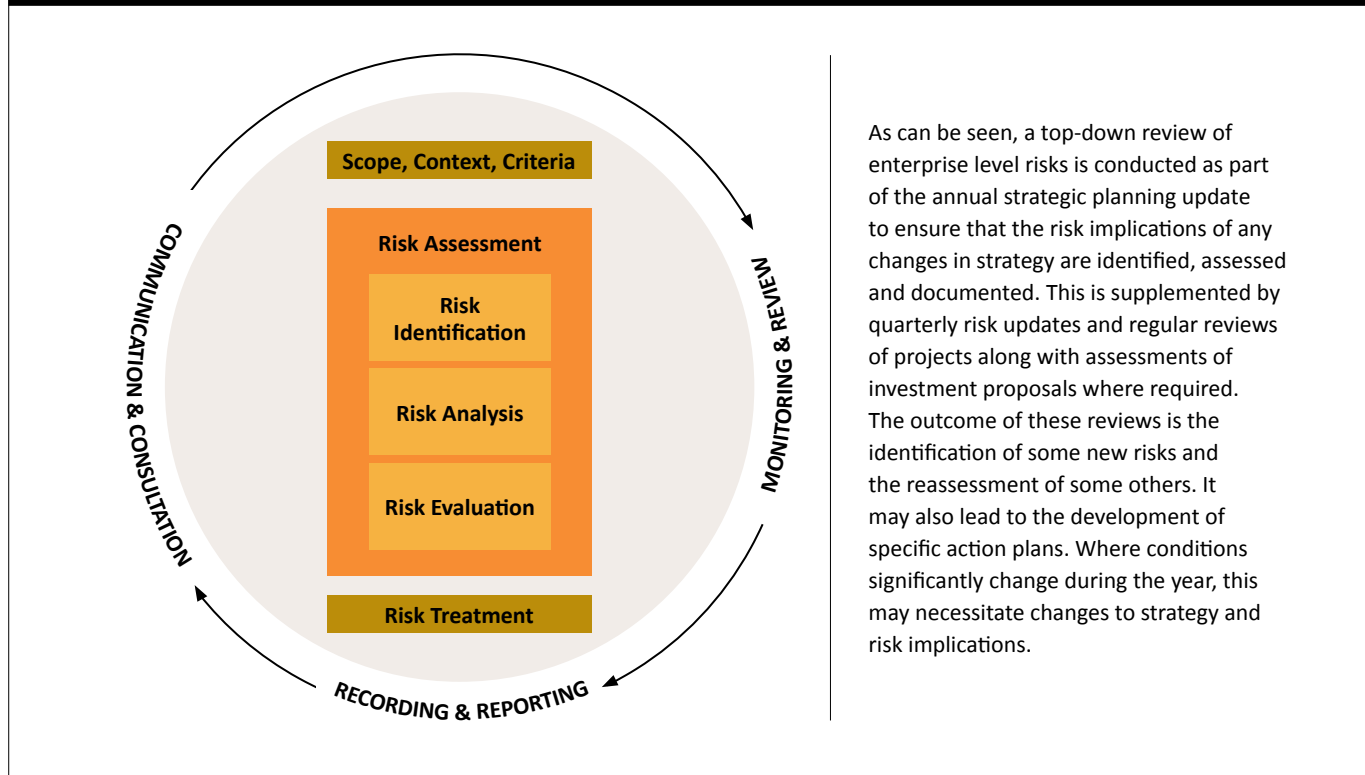 Scope, Context, Criteria
Risk Assessment
Risk
Identification
Risk Analysis
Risk Evaluation
Risk Treatment
COMMUNICATION & CONSULTATION
MONITORING & REVIEW
RECORDING & REPORTING
As can be seen, a top-down review of
enterprise level risks is conducted as part
of the annual strategic planning update
to ensure that the risk implications of any
changes in strategy are identified, assessed
and documented. This is supplemented by
quarterly risk updates and regular reviews
of projects along with assessments of
investment proposals where required.
The outcome of these reviews is the
identification of some new risks and
the reassessment of some others. It
may also lead to the development of
specific action plans. Where conditions
significantly change during the year, this
may necessitate changes to strategy and
risk implications.